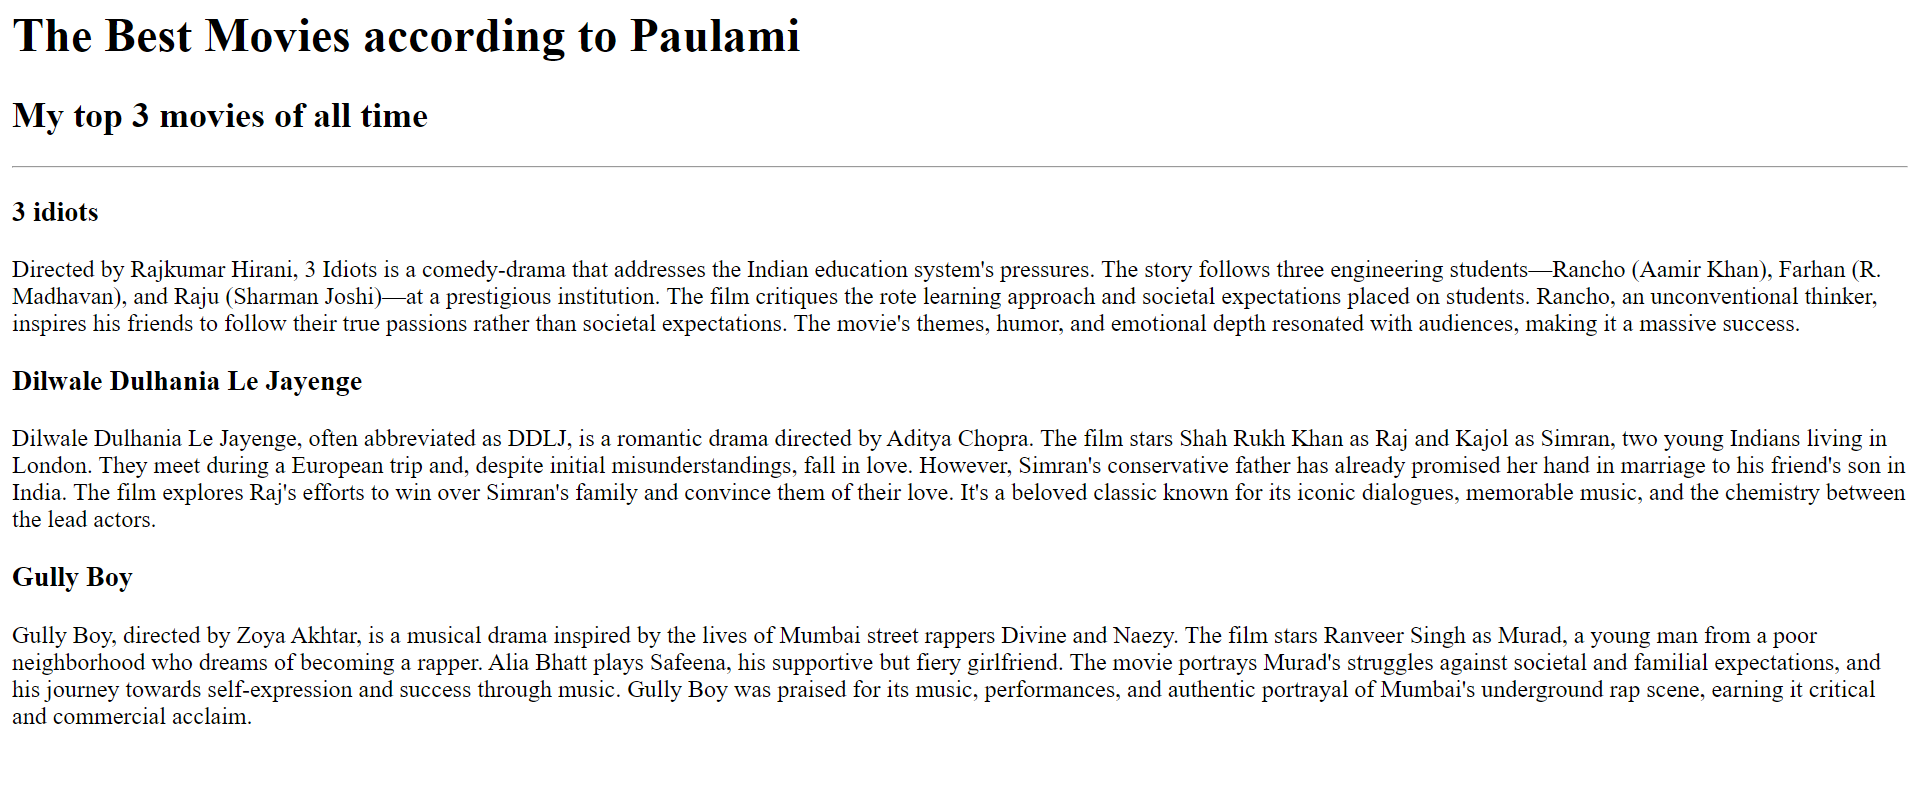 The Best Movies according to Paulami
My top 3 movies of all time
3 idiots
Directed by Rajkumar Hirani, 3 Idiots is a comedy-drama that addresses the Indian education system's pressures. The story follows three engineering students—Rancho (Aamir Khan), Farhan (R.
Madhavan), and Raju (Sharman Joshi)—at a prestigious institution. The film critiques the rote learning approach and societal expectations placed on students. Rancho, an unconventional thinker,
inspires his friends to follow their true passions rather than societal expectations. The movie's themes, humor, and emotional depth resonated with audiences, making it a massive success.
Dilwale Dulhania Le Jayenge
Dilwale Dulhania Le Jayenge, often abbreviated as DDLJ, is a romantic drama directed by Aditya Chopra. The film stars Shah Rukh Khan as Raj and Kajol as Simran, two young Indians living in
London. They meet during a European trip and, despite initial misunderstandings, fall in love. However, Simran's conservative father has already promised her hand in marriage to his friend's son in
India. The film explores Raj's efforts to win over Simran's family and convince them of their love. It's a beloved classic known for its iconic dialogues, memorable music, and the chemistry between
the lead actors.
Gully Boy
Gully Boy, directed by Zoya Akhtar, is a musical drama inspired by the lives of Mumbai street rappers Divine and Naezy. The film stars Ranveer Singh as Murad, a young man from a poor
neighborhood who dreams of becoming a rapper. Alia Bhatt plays Safeena, his supportive but fiery girlfriend. The movie portrays Murad's struggles against societal and familial expectations, and
his journey towards self-expression and success through music. Gully Boy was praised for its music, performances, and authentic portrayal of Mumbai's underground rap scene, earning it critical
and commercial acclaim.